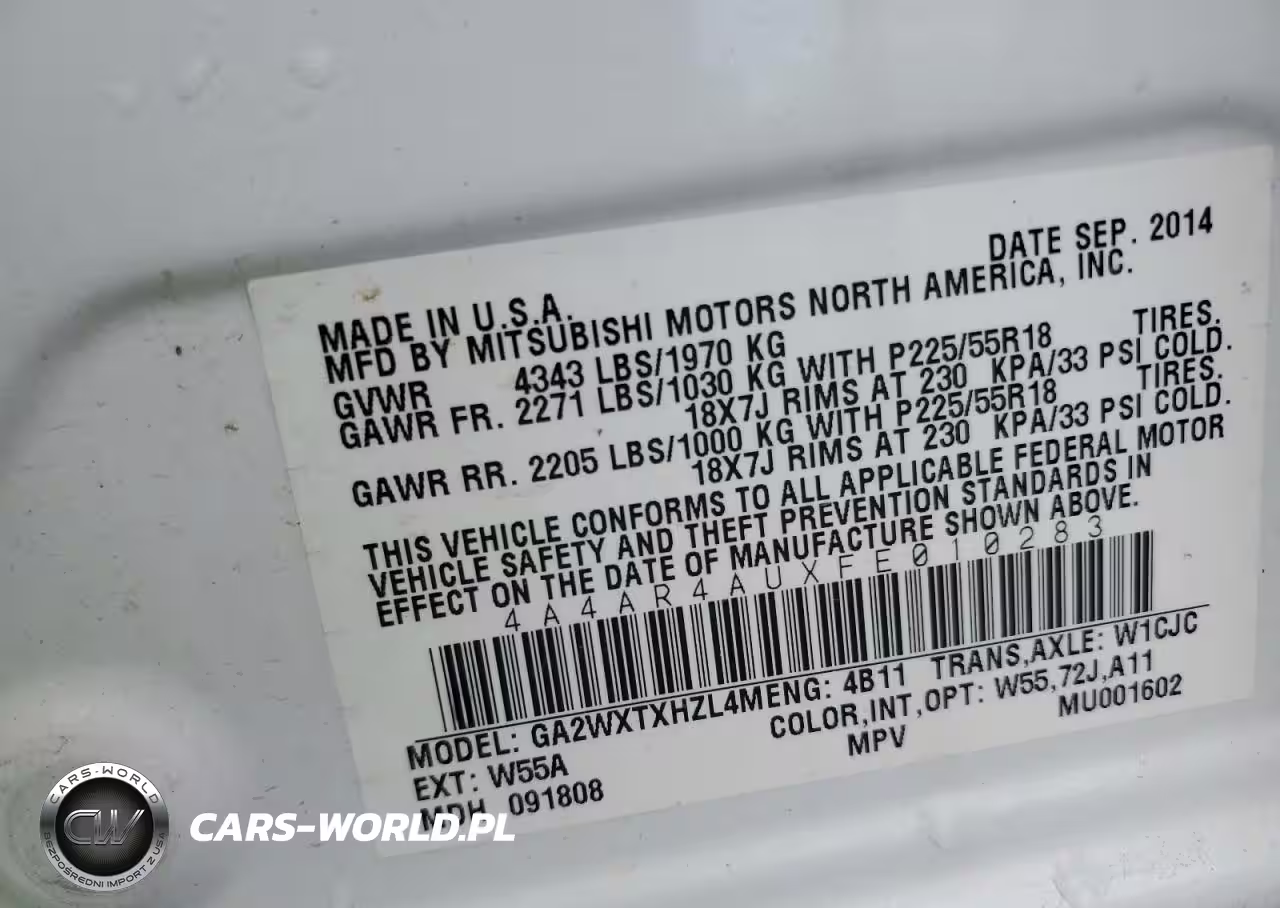 DATE SEP. 2014
MADE IN U.S.A.
MFD BY MITSUBISHI MOTORS NORTH AMERICA, INC.
GVWR 4343 LBS/1970 KG
GAWR FR. 2271 LBS/1030 KG WITH P225/55R18 TIRES.
18X7J RIMS AT 230 KPA/33 PSI COLD.
GAWR RR. 2205 LBS/1000 KG WITH P225/55R18 TIRES.
18X7J RIMS AT 230 KPA/33 PSI COLD.
THIS VEHICLE CONFORMS TO ALL APPLICABLE FEDERAL MOTOR
VEHICLE SAFETY AND THEFT PREVENTION STANDARDS IN
EFFECT ON THE DATE OF MANUFACTURE SHOWN ABOVE.
4A4AR4AUXFE010283
MODEL: GA2WXTXHZL4MENG: 4B11 TRANS,AXLE: W1CJC
EXT: W55A COLOR,INT,OPT: W55,72J,A11
MDH 091808 MPV MU001602
CARS-WORLD
CW
BEZPOŚREDNI IMPORT Z USA
CARS-WORLD.PL